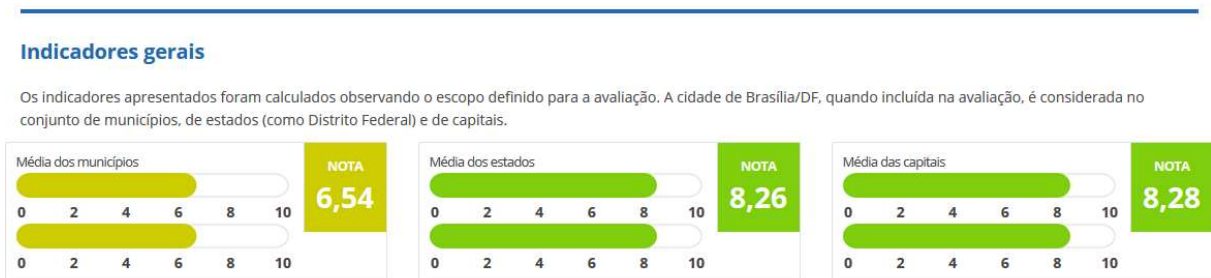 Indicadores gerais
Os indicadores apresentados foram calculados observando o escopo definido para a avaliação. A cidade de Brasília/DF, quando incluída na avaliação, é considerada no
conjunto de municípios, de estados (como Distrito Federal) e de capitais.
Média dos municípios
NOTA
6,54
0 2 4 6 8 10
0 2 4 6 8 10
Média dos estados
NOTA
8,26
0 2 4 6 8 10
0 2 4 6 8 10
Média das capitais
NOTA
8,28
0 2 4 6 8 10
0 2 4 6 8 10